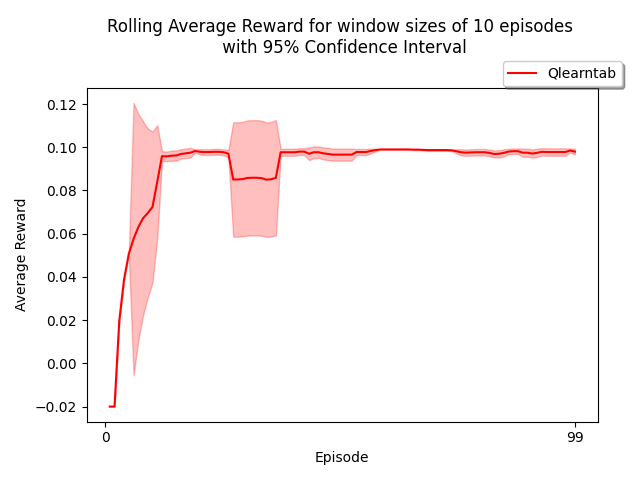 Rolling Average Reward for window sizes of 10 episodes
with 95% Confidence Interval
Qlearntab
0.12
0.10
0.08
0.06
0.04
0.02
0.00
−0.02
Average Reward
0
99
Episode